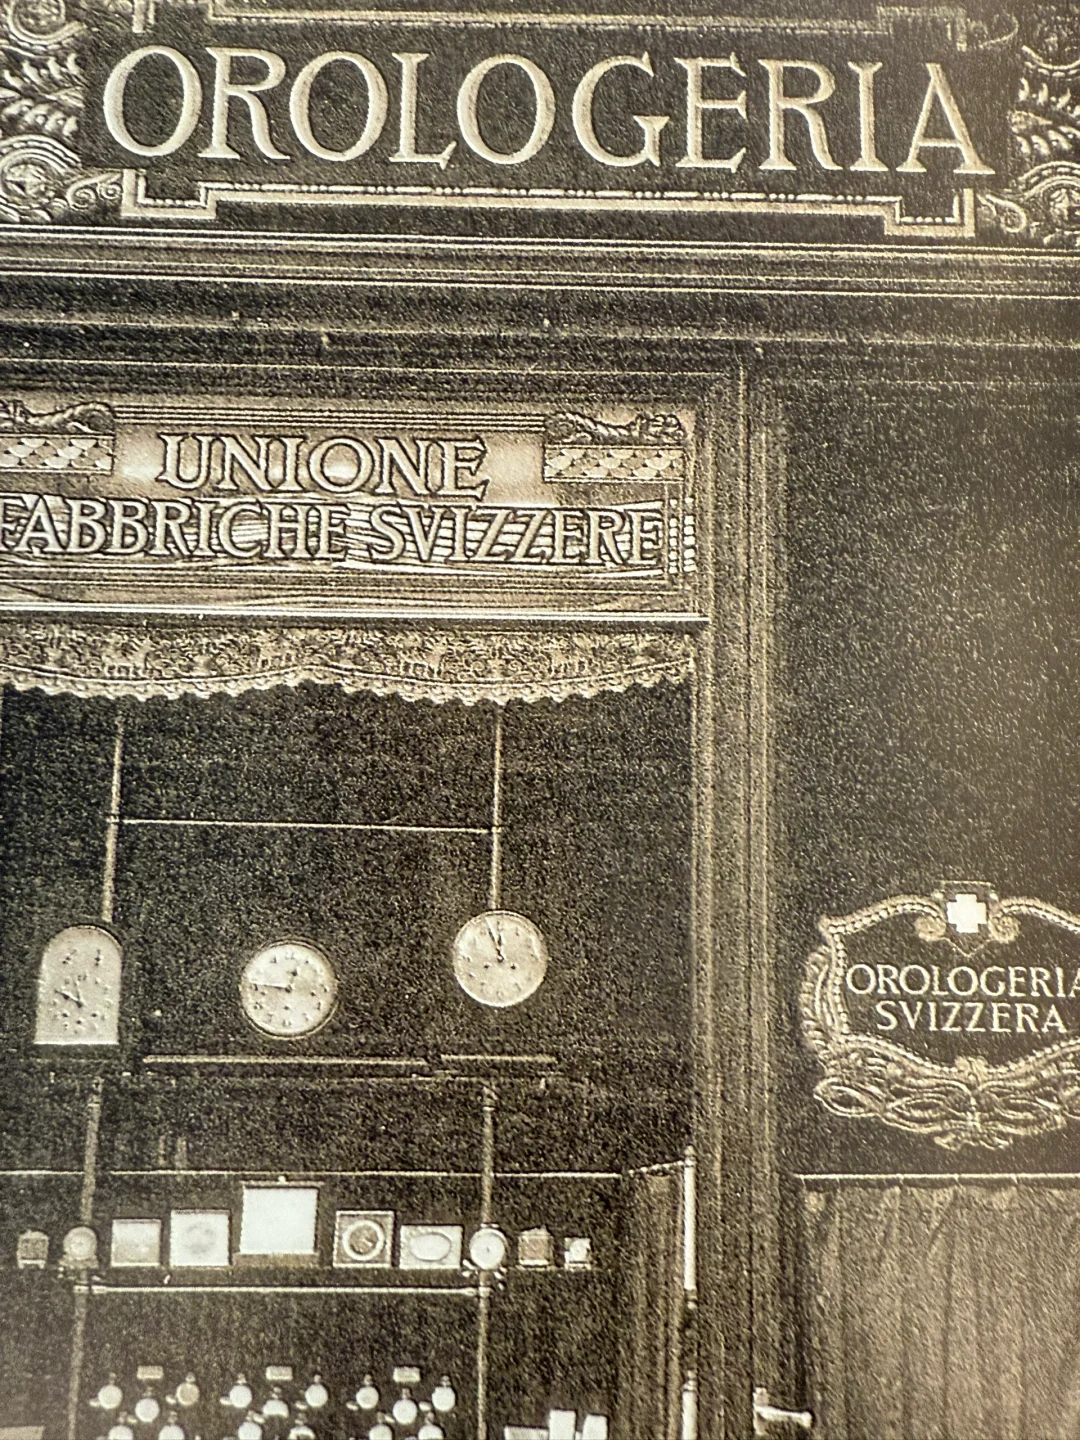 OROLOGERIA
UNIONE
FABBRICHE SVIZZERE
OROLOGERIA
SVIZZERA